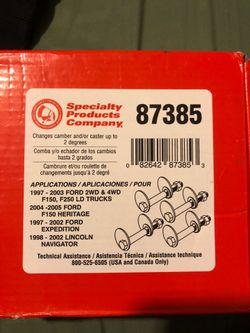 Specialty
Products
Company
87385
Changes camber and/or caster up to
2 degrees
Comba y/o echador de los cambios
hasta 2 grados
Cambrure et/ou roulette de
changements jusqu'à 2 degré
0 82642 87385 3
APPLICATIONS / APLICACIONES / POUR
1997 - 2003 FORD 2WD & 4WD
F150, F250 LD TRUCKS
2004 -2005 FORD
F150 HERITAGE
1997 - 2002 FORD
EXPEDITION
1998 - 2002 LINCOLN
NAVIGATOR
Technical Assistance / Asistencia Técnica / Assistance technique
800-525-6505 (USA and Canada Only)